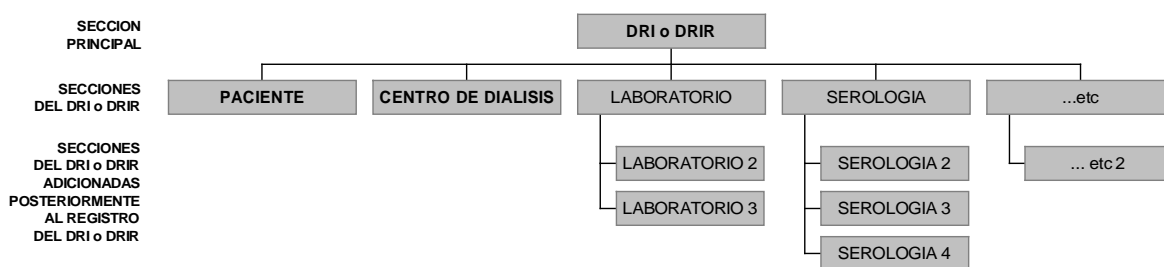 SECCION
PRINCIPAL
DRI o DRIR
SECCIONES
DEL DRI o DRIR
PACIENTE
CENTRO DE DIALISIS
LABORATORIO
SEROLOGIA
...etc
SECCIONES
DEL DRI o DRIR
ADICIONADAS
POSTERIORMENTE
AL REGISTRO
DEL DRI o DRIR
LABORATORIO 2
SEROLOGIA 2
... etc 2
LABORATORIO 3
SEROLOGIA 3
SEROLOGIA 4